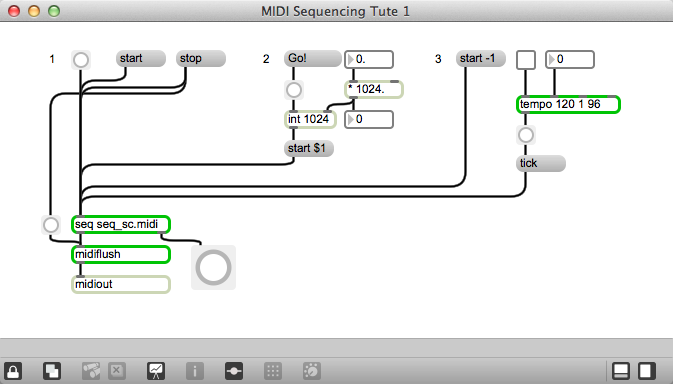 MIDI Sequencing Tute 1
1 start stop 2 Go! 0. 3 start -1 0
* 1024.
tempo 120 1 96
int 1024 0
start $1 tick
seq seq_sc.midi
midiflush
midiout